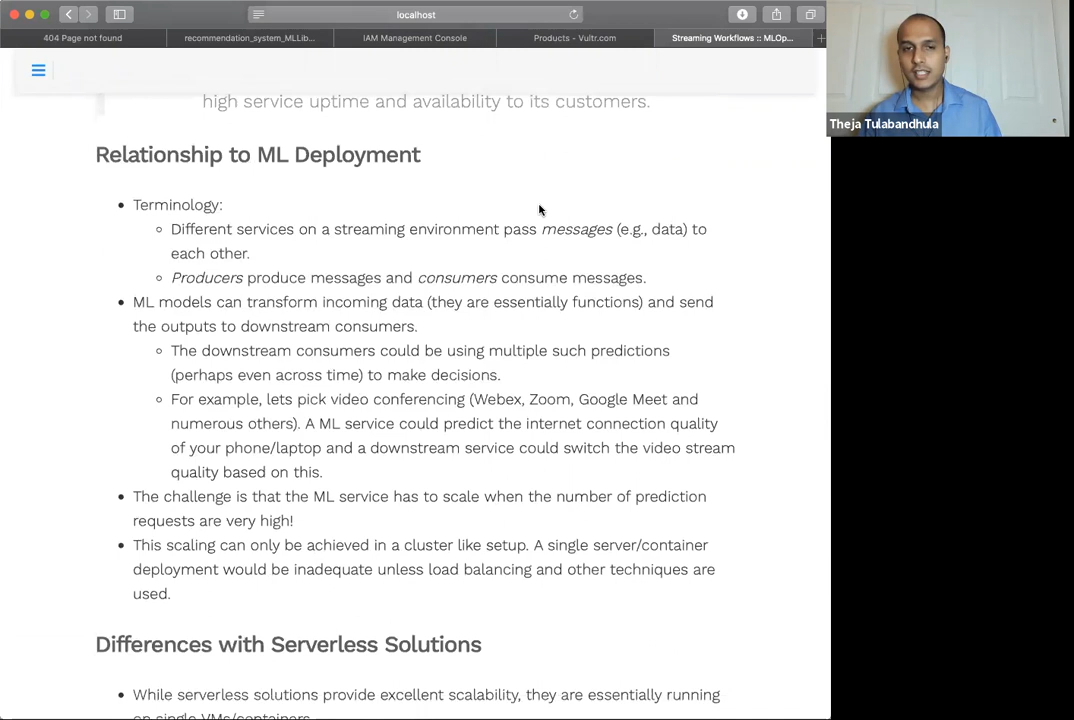 localhost
404 Page not found
recommendation_system_MLLib...
IAM Management Console
Products - Vultr.com
Streaming Workflows :: MLOp...
Theja Tulabandhula
high service uptime and availability to its customers.
Relationship to ML Deployment
• Terminology:
◦ Different services on a streaming environment pass messages (e.g., data) to
each other.
◦ Producers produce messages and consumers consume messages.
• ML models can transform incoming data (they are essentially functions) and send
the outputs to downstream consumers.
◦ The downstream consumers could be using multiple such predictions
(perhaps even across time) to make decisions.
◦ For example, lets pick video conferencing (Webex, Zoom, Google Meet and
numerous others). A ML service could predict the internet connection quality
of your phone/laptop and a downstream service could switch the video stream
quality based on this.
• The challenge is that the ML service has to scale when the number of prediction
requests are very high!
• This scaling can only be achieved in a cluster like setup. A single server/container
deployment would be inadequate unless load balancing and other techniques are
used.
Differences with Serverless Solutions
• While serverless solutions provide excellent scalability, they are essentially running
on single VMs/containers.